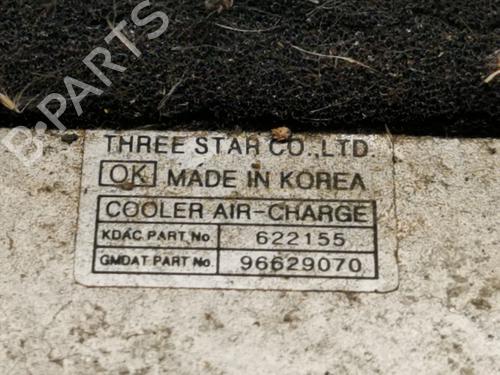 B-PARTS
THREE STAR CO.,LTD.
OK MADE IN KOREA
COOLER AIR-CHARGE
KDAC PART No 622155
GMDAT PART No 96629070